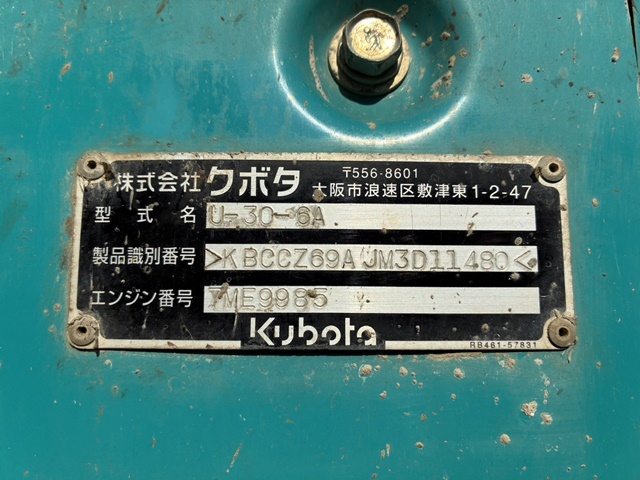 株式会社 クボタ 〒556-8601
大阪市浪速区敷津東1-2-47
型式名 U-30-6A
製品識別番号 >KBCCZ69AJM3D11480<
エンジン番号 YME9985
Kubota
RB461-57831